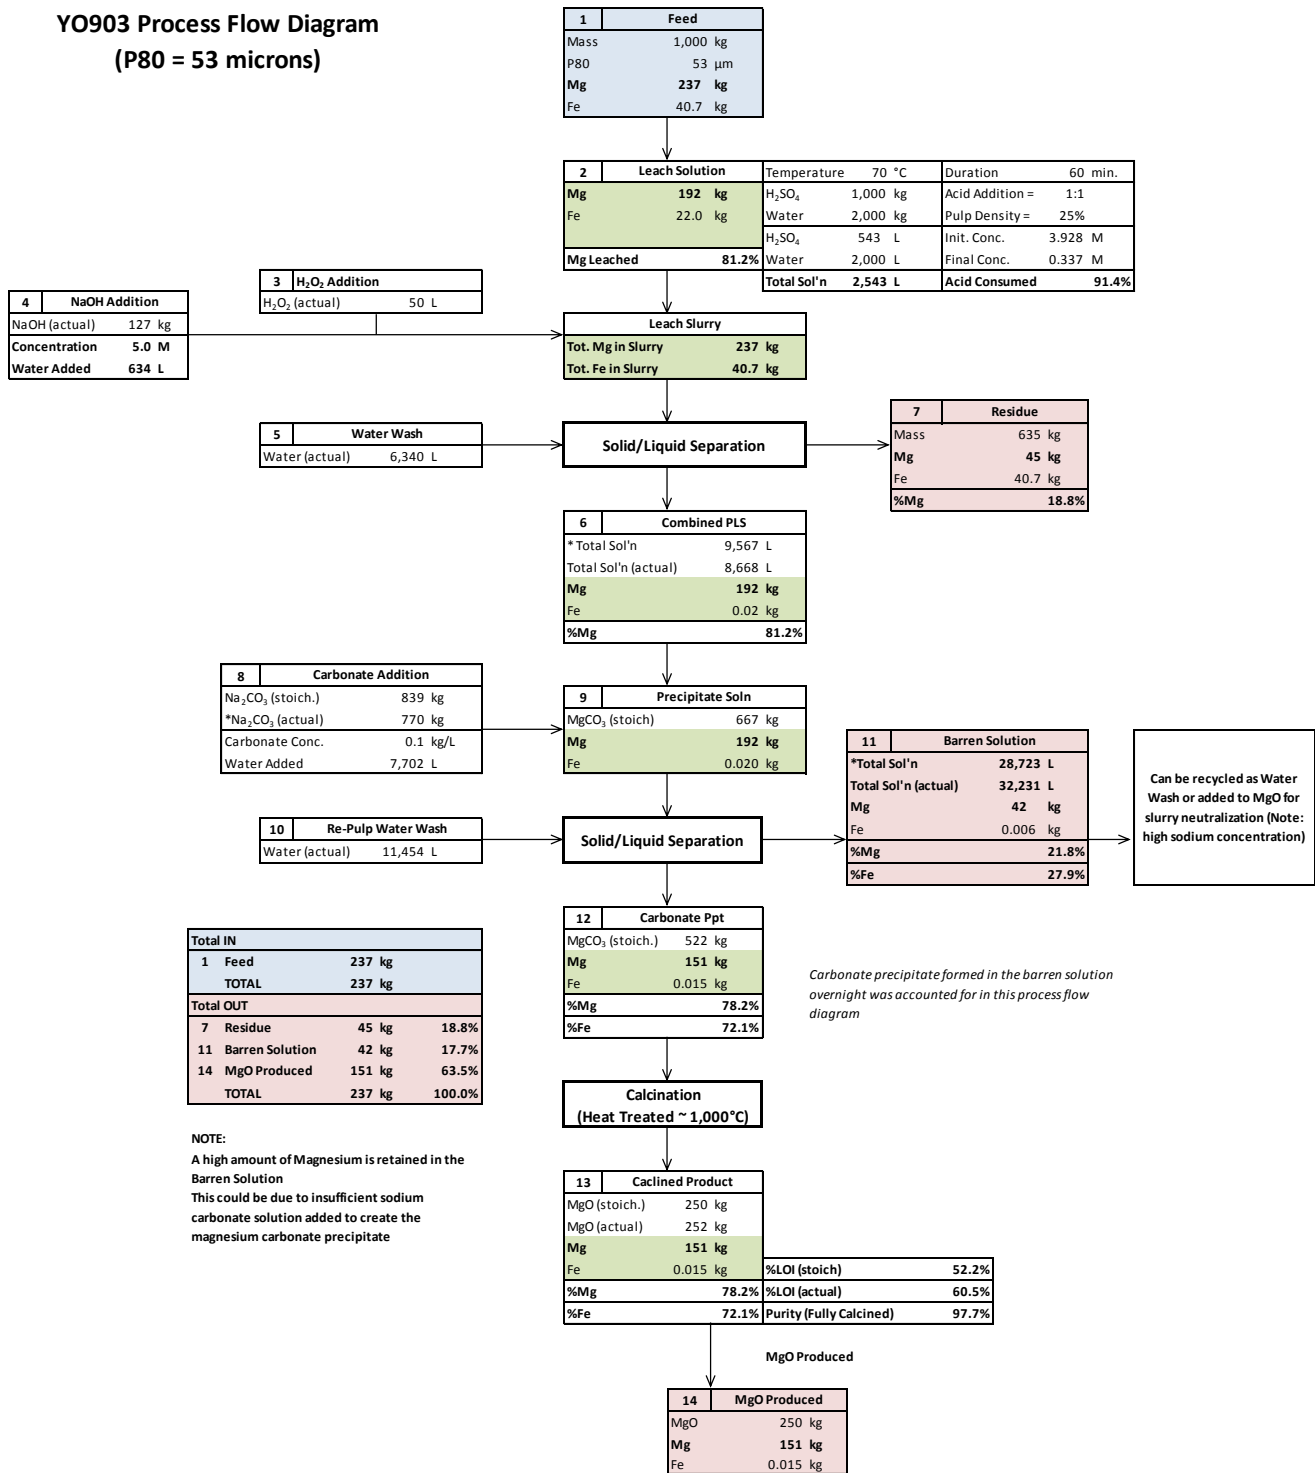 YO903 Process Flow Diagram
(P80 = 53 microns)
1 Feed
Mass 1,000 kg
P80 53 µm
Mg 237 kg
Fe 40.7 kg
2 Leach Solution
Mg 192 kg
Fe 22.0 kg
Mg Leached 81.2%
Temperature 70 °C
H₂SO₄ 1,000 kg
Water 2,000 kg
H₂SO₄ 543 L
Water 2,000 L
Total Sol'n 2,543 L
Duration 60 min.
Acid Addition = 1:1
Pulp Density = 25%
Init. Conc. 3.928 M
Final Conc. 0.337 M
Acid Consumed 91.4%
3 H₂O₂ Addition
H₂O₂ (actual) 50 L
4 NaOH Addition
NaOH (actual) 127 kg
Concentration 5.0 M
Water Added 634 L
Leach Slurry
Tot. Mg in Slurry 237 kg
Tot. Fe in Slurry 40.7 kg
5 Water Wash
Water (actual) 6,340 L
Solid/Liquid Separation
7 Residue
Mass 635 kg
Mg 45 kg
Fe 40.7 kg
%Mg 18.8%
6 Combined PLS
* Total Sol'n 9,567 L
Total Sol'n (actual) 8,668 L
Mg 192 kg
Fe 0.02 kg
%Mg 81.2%
8 Carbonate Addition
Na₂CO₃ (stoich.) 839 kg
*Na₂CO₃ (actual) 770 kg
Carbonate Conc. 0.1 kg/L
Water Added 7,702 L
9 Precipitate Soln
MgCO₃ (stoich) 667 kg
Mg 192 kg
Fe 0.020 kg
10 Re-Pulp Water Wash
Water (actual) 11,454 L
Solid/Liquid Separation
11 Barren Solution
*Total Sol'n 28,723 L
Total Sol'n (actual) 32,231 L
Mg 42 kg
Fe 0.006 kg
%Mg 21.8%
%Fe 27.9%
Can be recycled as Water
Wash or added to MgO for
slurry neutralization (Note:
high sodium concentration)
12 Carbonate Ppt
MgCO₃ (stoich.) 522 kg
Mg 151 kg
Fe 0.015 kg
%Mg 78.2%
%Fe 72.1%
Carbonate precipitate formed in the barren solution
overnight was accounted for in this process flow
diagram
Total IN
1 Feed 237 kg
TOTAL 237 kg
Total OUT
7 Residue 45 kg 18.8%
11 Barren Solution 42 kg 17.7%
14 MgO Produced 151 kg 63.5%
TOTAL 237 kg 100.0%
NOTE:
A high amount of Magnesium is retained in the
Barren Solution
This could be due to insufficient sodium
carbonate solution added to create the
magnesium carbonate precipitate
Calcination
(Heat Treated ~ 1,000°C)
13 Caclined Product
MgO (stoich.) 250 kg
MgO (actual) 252 kg
Mg 151 kg
Fe 0.015 kg
%Mg 78.2%
%Fe 72.1%
%LOI (stoich) 52.2%
%LOI (actual) 60.5%
Purity (Fully Calcined) 97.7%
MgO Produced
14 MgO Produced
MgO 250 kg
Mg 151 kg
Fe 0.015 kg